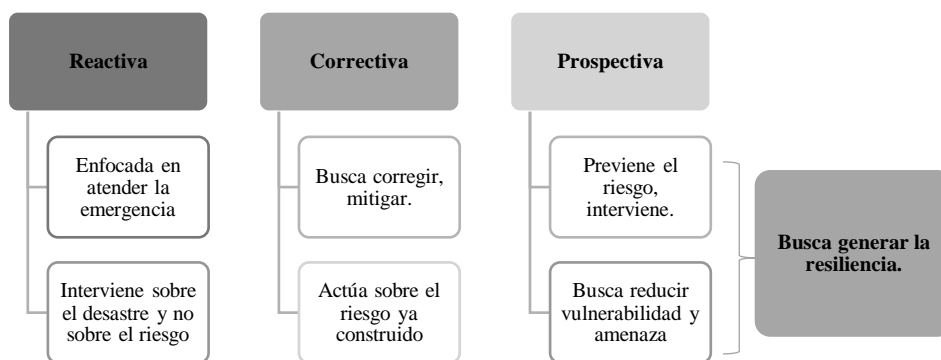 Reactiva
Enfocada en
atender la
emergencia
Interviene sobre
el desastre y no
sobre el riesgo
Correctiva
Busca corregir,
mitigar.
Actúa sobre el
riesgo ya
construido
Prospectiva
Previene el
riesgo,
interviene.
Busca reducir
vulnerabilidad y
amenaza
Busca generar la
resiliencia.